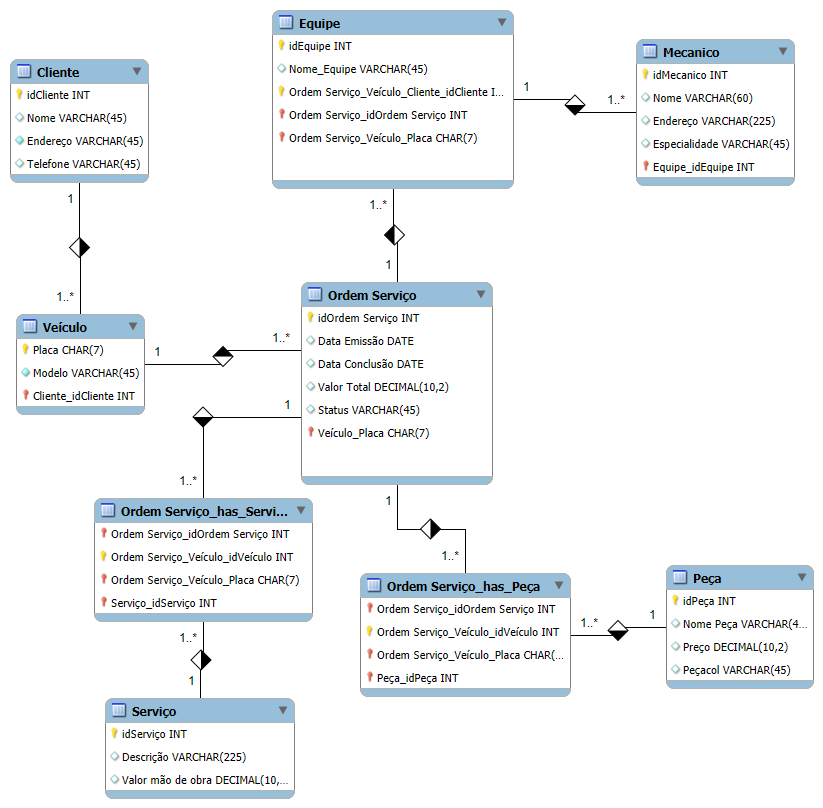 Equipe
idEquipe INT
Nome_Equipe VARCHAR(45)
Ordem Serviço_Veículo_Cliente_idCliente I...
Ordem Serviço_idOrdem Serviço INT
Ordem Serviço_Veículo_Placa CHAR(7)
1
1..*
Mecanico
idMecanico INT
Nome VARCHAR(60)
Endereço VARCHAR(225)
Especialidade VARCHAR(45)
Equipe_idEquipe INT
Cliente
idCliente INT
Nome VARCHAR(45)
Endereço VARCHAR(45)
Telefone VARCHAR(45)
1
1..*
1..*
1
Veículo
Placa CHAR(7)
Modelo VARCHAR(45)
Cliente_idCliente INT
1
1..*
Ordem Serviço
idOrdem Serviço INT
Data Emissão DATE
Data Conclusão DATE
Valor Total DECIMAL(10,2)
Status VARCHAR(45)
Veículo_Placa CHAR(7)
1
1..*
1
1..*
Ordem Serviço_has_Servi...
Ordem Serviço_idOrdem Serviço INT
Ordem Serviço_Veículo_idVeículo INT
Ordem Serviço_Veículo_Placa CHAR(7)
Serviço_idServiço INT
Ordem Serviço_has_Peça
Ordem Serviço_idOrdem Serviço INT
Ordem Serviço_Veículo_idVeículo INT
Ordem Serviço_Veículo_Placa CHAR(...
Peça_idPeça INT
1..*
1
Peça
idPeça INT
Nome Peça VARCHAR(4...
Preço DECIMAL(10,2)
Peçacol VARCHAR(45)
1..*
1
Serviço
idServiço INT
Descrição VARCHAR(225)
Valor mão de obra DECIMAL(10,...